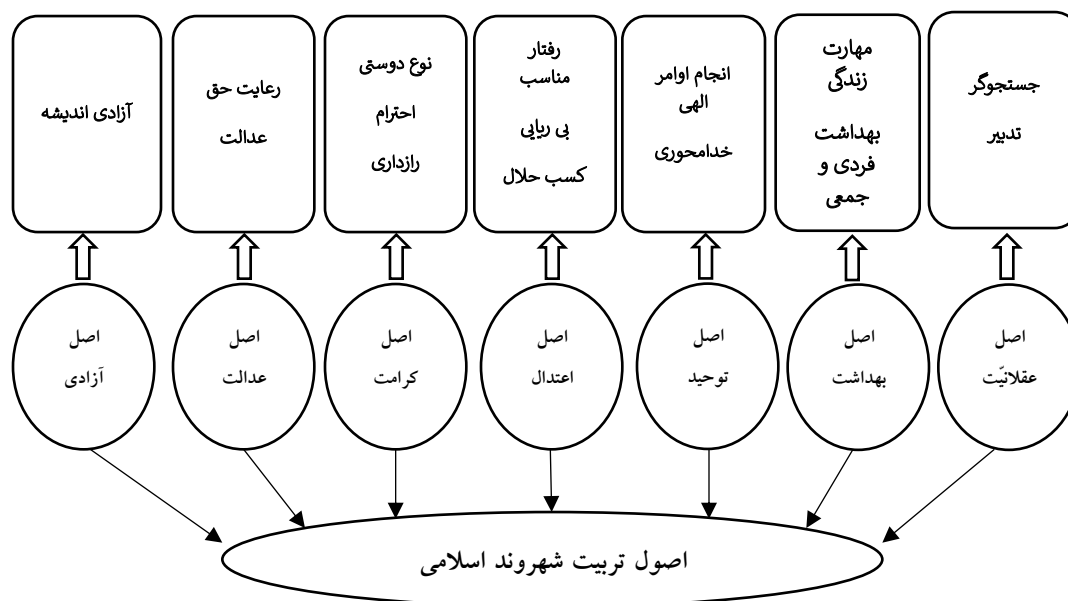 جستجوگر
تدبیر
مهارت
زندگی
بهداشت
فردی و
جمعی
انجام اوامر
الهی
خدامحوری
رفتار
مناسب
بی ریایی
کسب حلال
نوع دوستی
احترام
رازداری
رعایت حق
عدالت
آزادی اندیشه
اصل
عقلانیّت
اصل
بهداشت
اصل
توحید
اصل
اعتدال
اصل
کرامت
اصل
عدالت
اصل
آزادی
اصول تربیت شهروند اسلامی